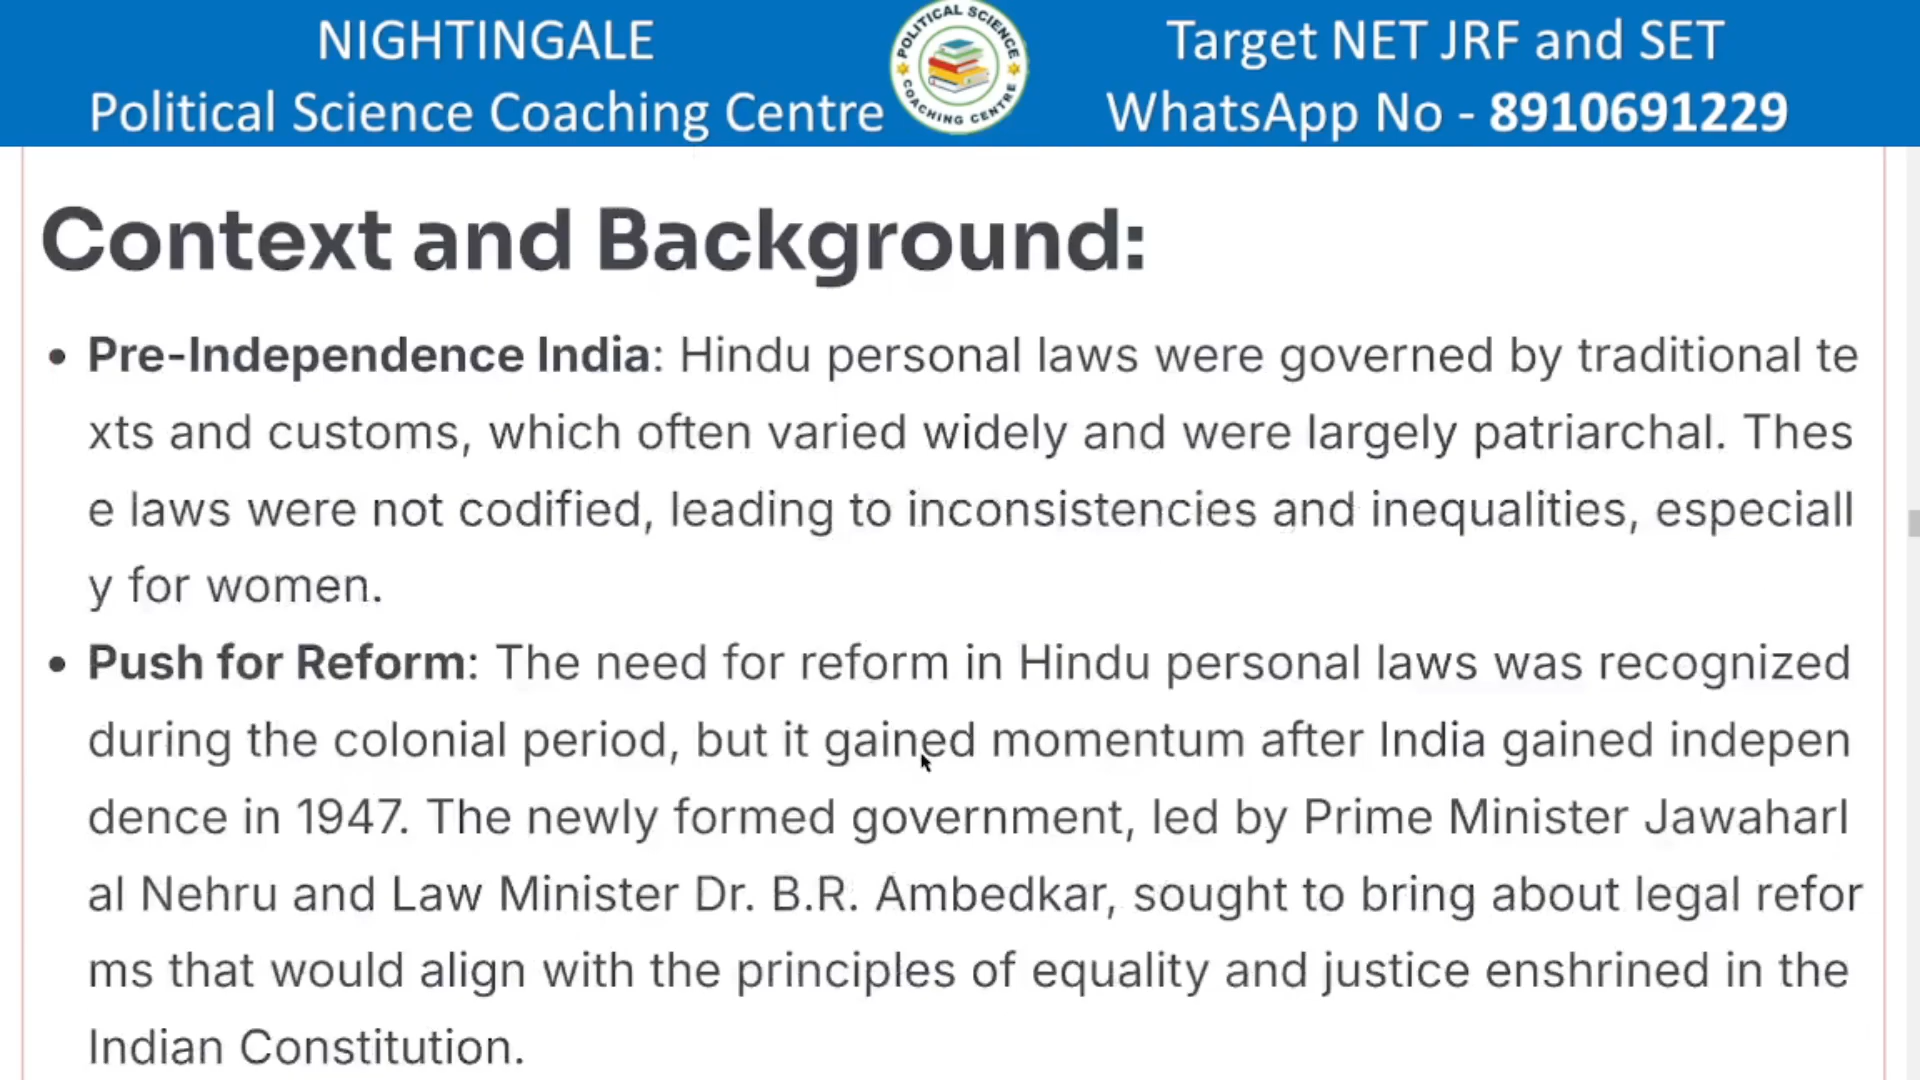 NIGHTINGALE
Political Science Coaching Centre
POLITICAL SCIENCE
COACHING CENTRE
Target NET JRF and SET
WhatsApp No - 8910691229
Context and Background:
• Pre-Independence India: Hindu personal laws were governed by traditional te
xts and customs, which often varied widely and were largely patriarchal. Thes
e laws were not codified, leading to inconsistencies and inequalities, especiall
y for women.
• Push for Reform: The need for reform in Hindu personal laws was recognized
during the colonial period, but it gained momentum after India gained indepen
dence in 1947. The newly formed government, led by Prime Minister Jawaharl
al Nehru and Law Minister Dr. B.R. Ambedkar, sought to bring about legal refor
ms that would align with the principles of equality and justice enshrined in the
Indian Constitution.